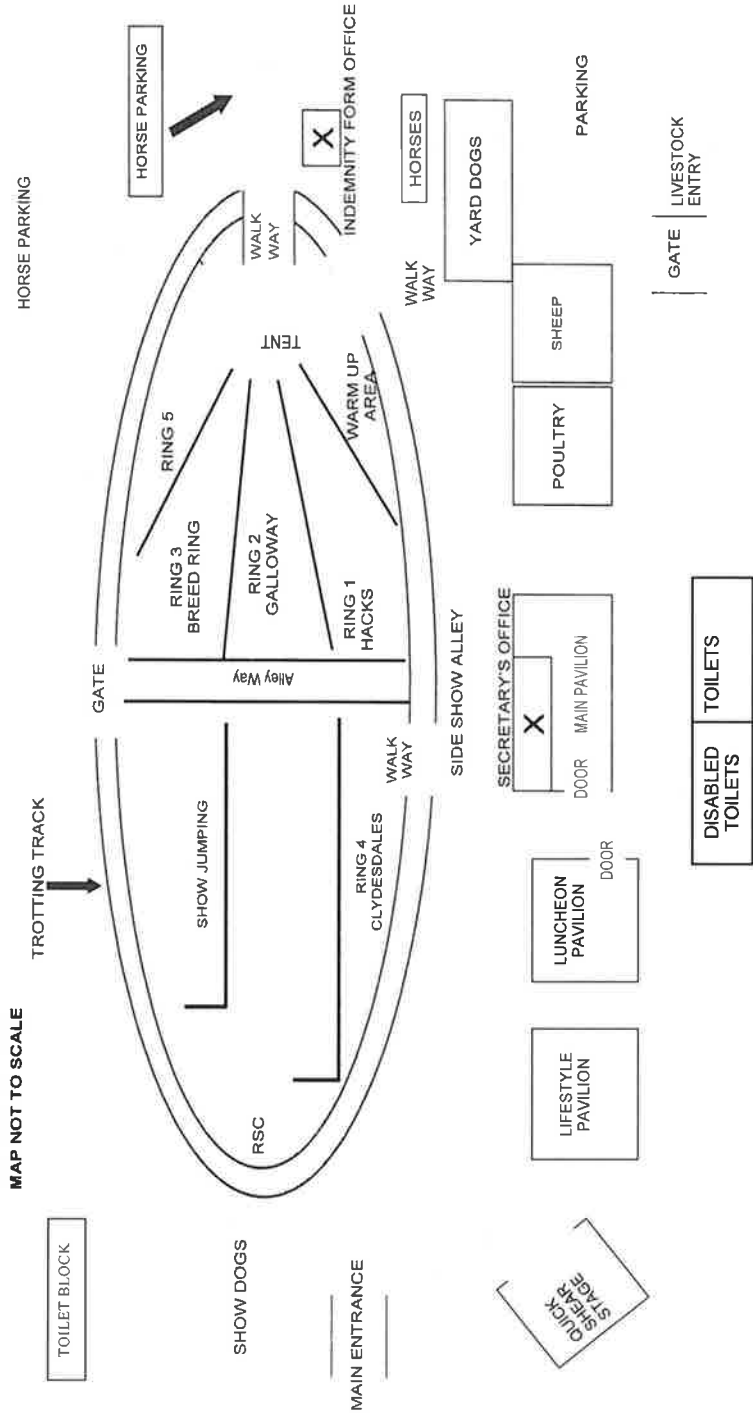 MAP NOT TO SCALE
TOILET BLOCK
TROTTING TRACK
GATE
HORSE PARKING
HORSE PARKING
SHOW DOGS
MAIN ENTRANCE
RSC
SHOW JUMPING
RING 4
CLYDESDALES
WALK
WAY
Alley Way
RING 5
RING 3
BREED RING
RING 2
GALLOWAY
RING 1
HACKS
WARM UP
AREA
TENT
WALK
WAY
X
INDEMNITY FORM OFFICE
SIDE SHOW ALLEY
WALK
WAY
HORSES
YARD DOGS
PARKING
QUICK
SHEAR
STAGE
LIFESTYLE
PAVILION
LUNCHEON
PAVILION
DOOR
SECRETARY'S OFFICE
X
DOOR
MAIN PAVILION
POULTRY
SHEEP
GATE
LIVESTOCK
ENTRY
DISABLED
TOILETS
TOILETS